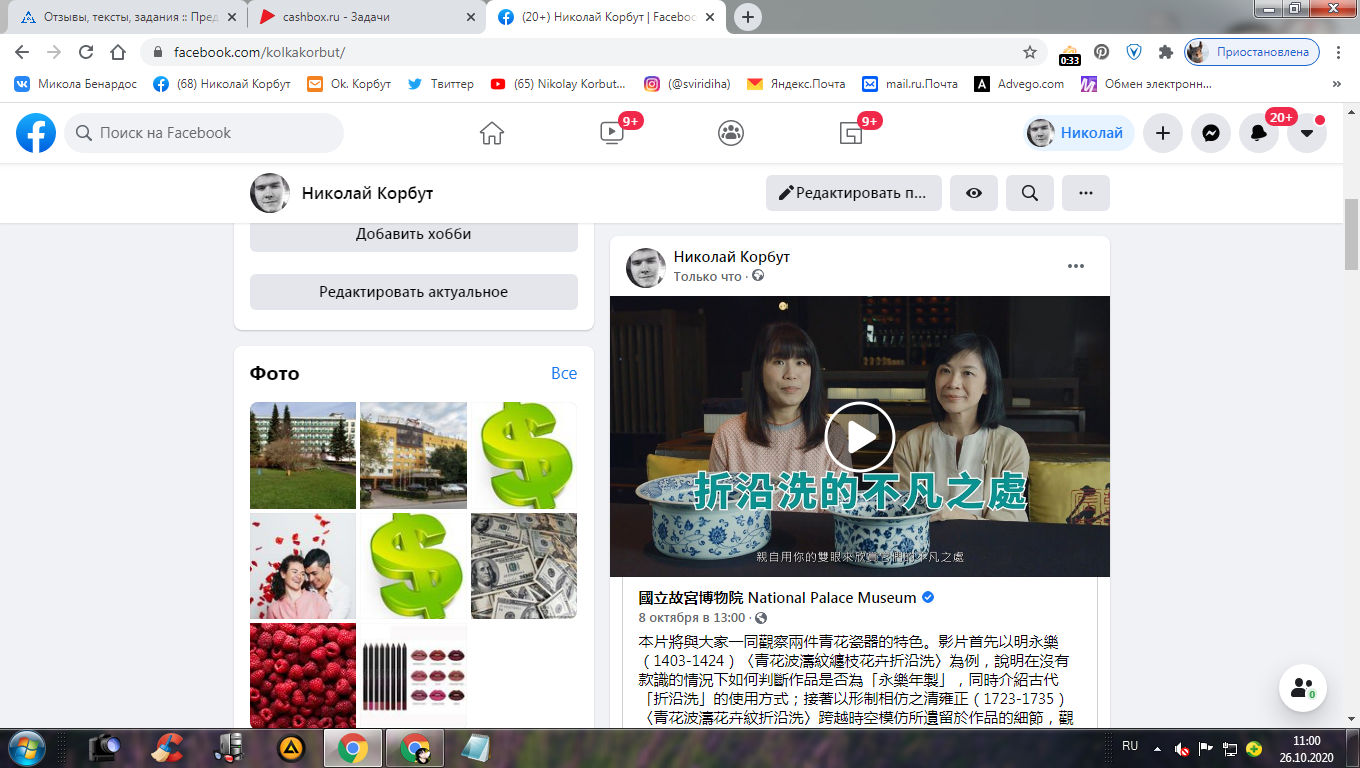 Отзывы, тексты, задания :: Пред
cashbox.ru - Задачи
(20+) Николай Корбут | Faceboo
facebook.com/kolkakorbut/
0:33
Приостановлена
Микола Бенардос
(68) Николай Корбут
Ok. Корбут
Твиттер
(65) Nikolay Korbut...
(@sviridiha)
Яндекс.Почта
mail.ru.Почта
Advego.com
Обмен электронн...
»
Поиск на Facebook
9+
9+
Николай
20+
Николай Корбут
Редактировать п...
Добавить хобби
Редактировать актуальное
Фото
Все
Николай Корбут
Только что ·
折沿洗的不凡之處
親自用你的雙眼來欣賞它們的不凡之處
國立故宮博物院 National Palace Museum
8 октября в 13:00 ·
本片將與大家一同觀察兩件青花瓷器的特色。影片首先以明永樂
（1403-1424）〈青花波濤紋纏枝花卉折沿洗〉為例，說明在沒有
款識的情況下如何判斷作品是否為「永樂年製」，同時介紹古代
「折沿洗」的使用方式；接著以形制相仿之清雍正（1723-1735）
〈青花波濤花卉紋折沿洗〉跨越時空模仿所遺留於作品的細節，觀
0
RU
11:00
26.10.2020